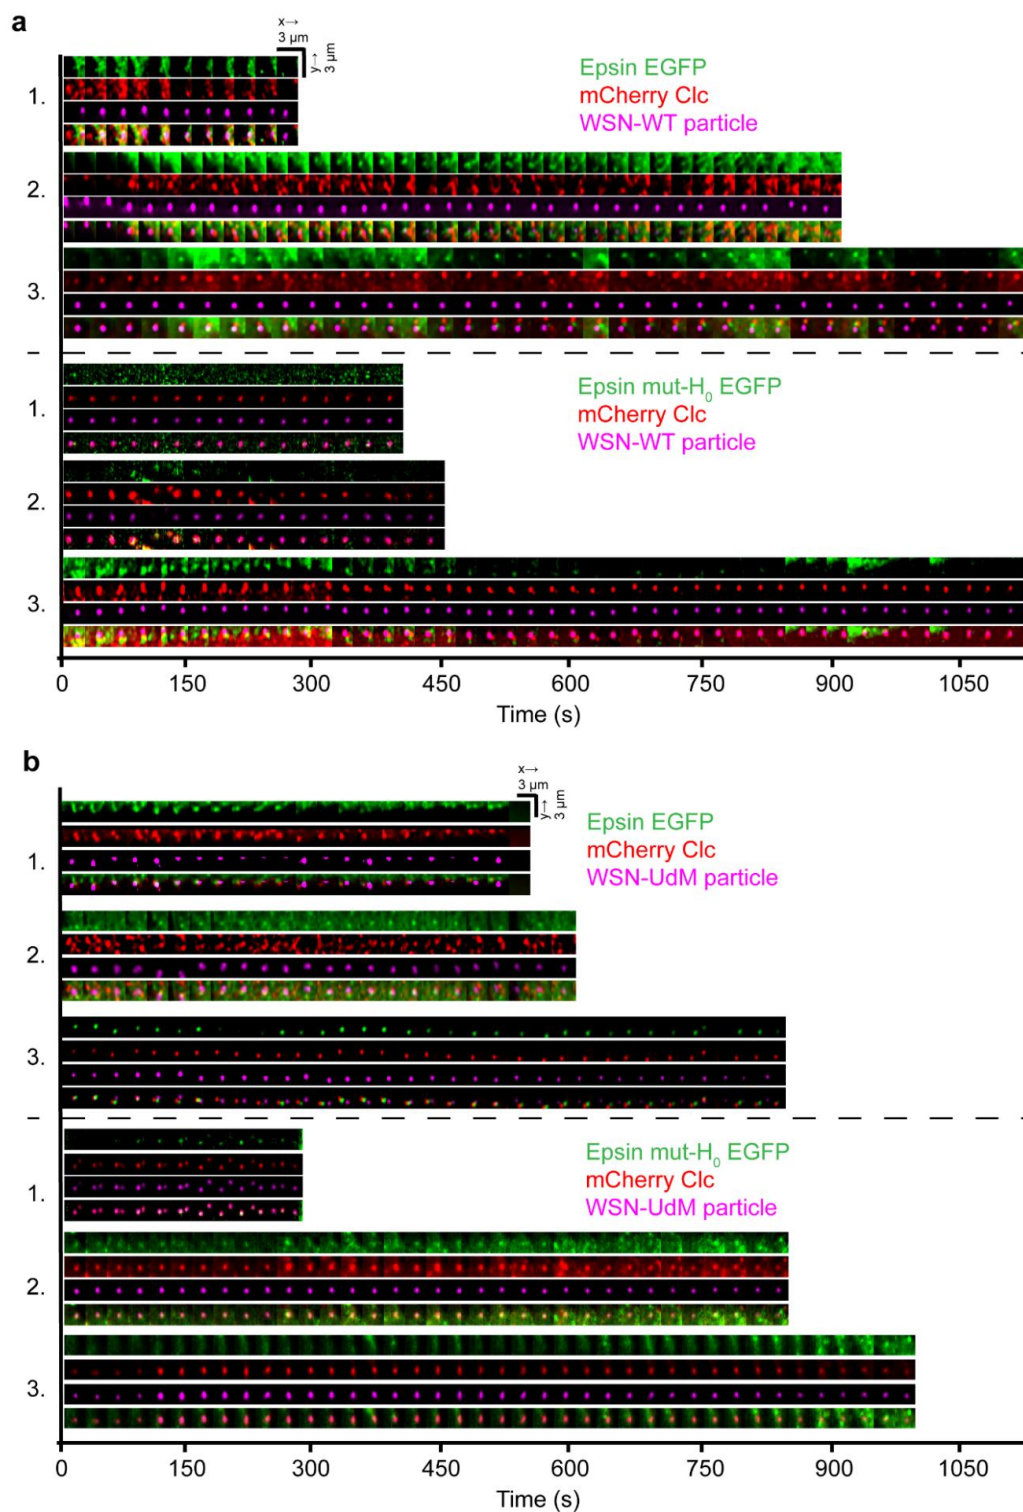 a
x→
3 µm
y→
3 µm
Epsin EGFP
mCherry Clc
WSN-WT particle
1.
2.
3.
Epsin mut-H₀ EGFP
mCherry Clc
WSN-WT particle
1.
2.
3.
0 150 300 450 600 750 900 1050
Time (s)
b
x→
3 µm
y→
3 µm
Epsin EGFP
mCherry Clc
WSN-UdM particle
1.
2.
3.
Epsin mut-H₀ EGFP
mCherry Clc
WSN-UdM particle
1.
2.
3.
0 150 300 450 600 750 900 1050
Time (s)